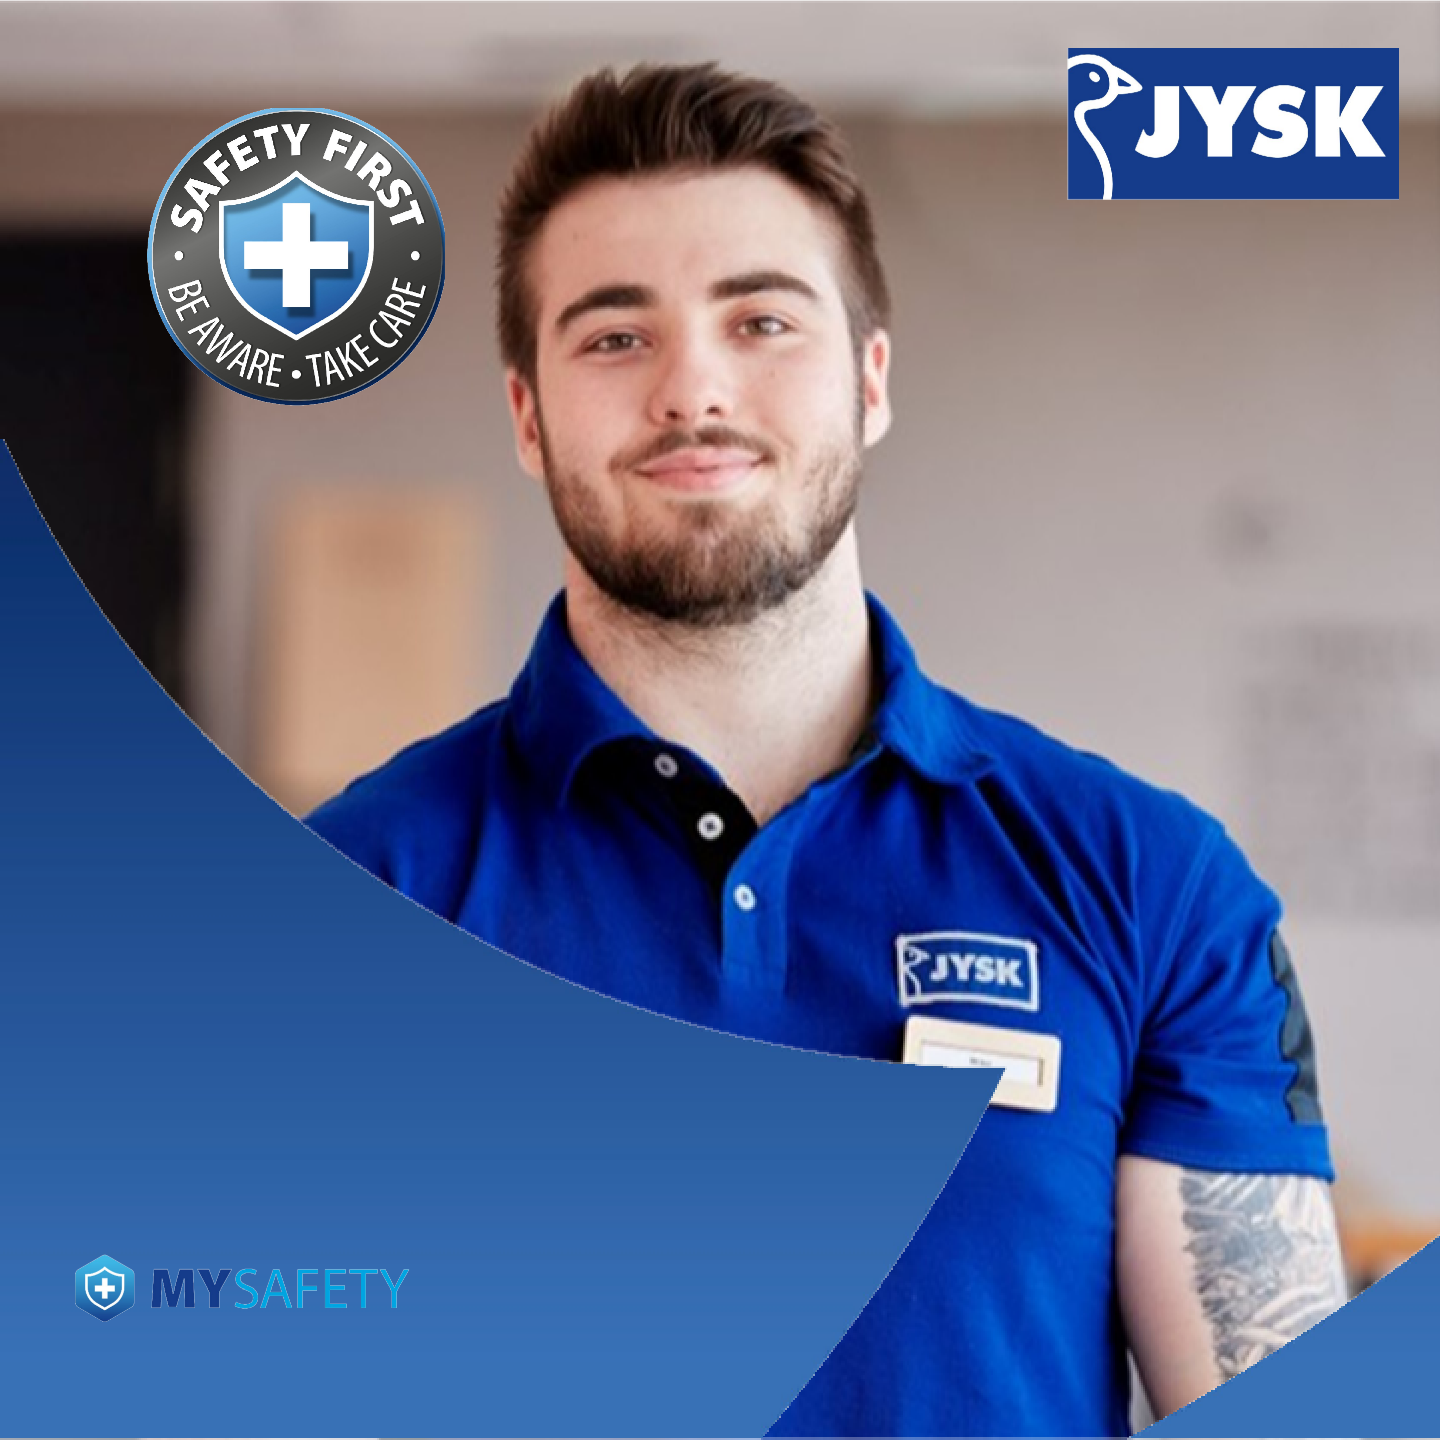 JYSK
SAFETY FIRST
BE AWARE • TAKE CARE
JYSK
MYSAFETY